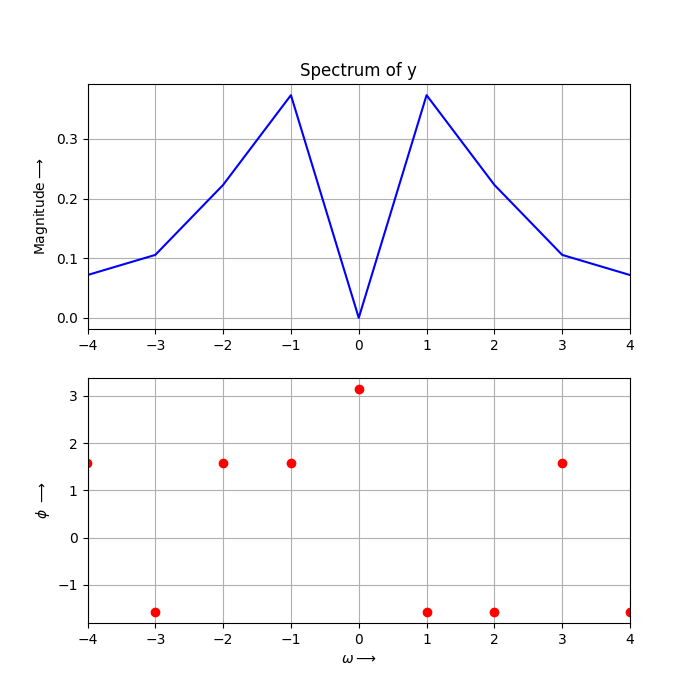 Spectrum of y
Magnitude ⟶
0.3
0.2
0.1
0.0
−4 −3 −2 −1 0 1 2 3 4
ϕ ⟶
3
2
1
0
−1
−4 −3 −2 −1 0 1 2 3 4
ω ⟶